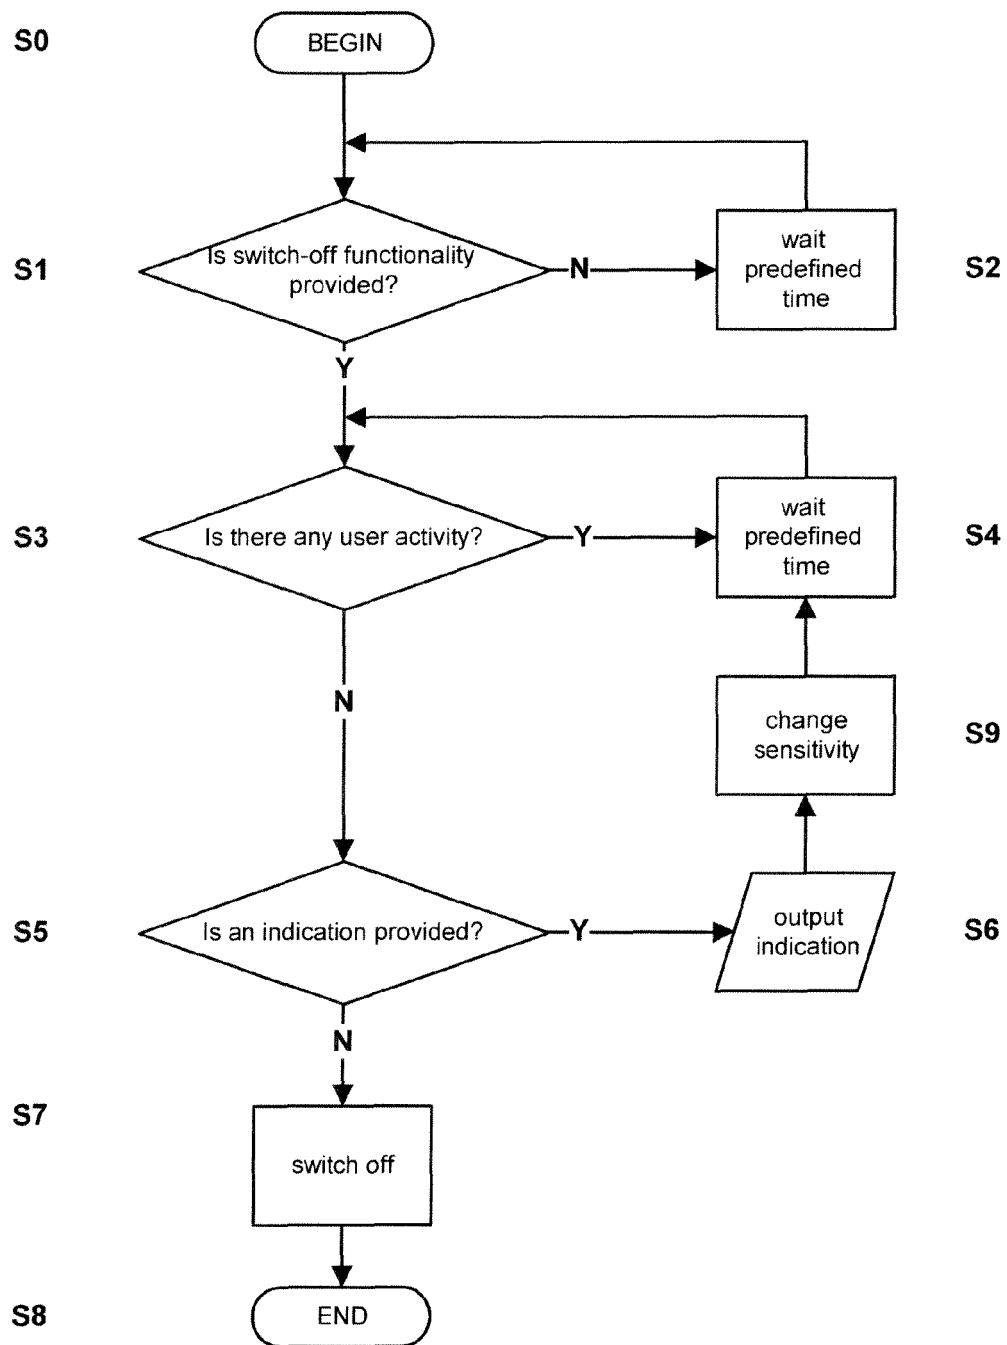 S0
BEGIN
S1
Is switch-off functionality
provided?
N
wait
predefined
time
S2
Y
S3
Is there any user activity?
Y
wait
predefined
time
S4
N
change
sensitivity
S9
S5
Is an indication provided?
Y
output
indication
S6
N
S7
switch off
S8
END